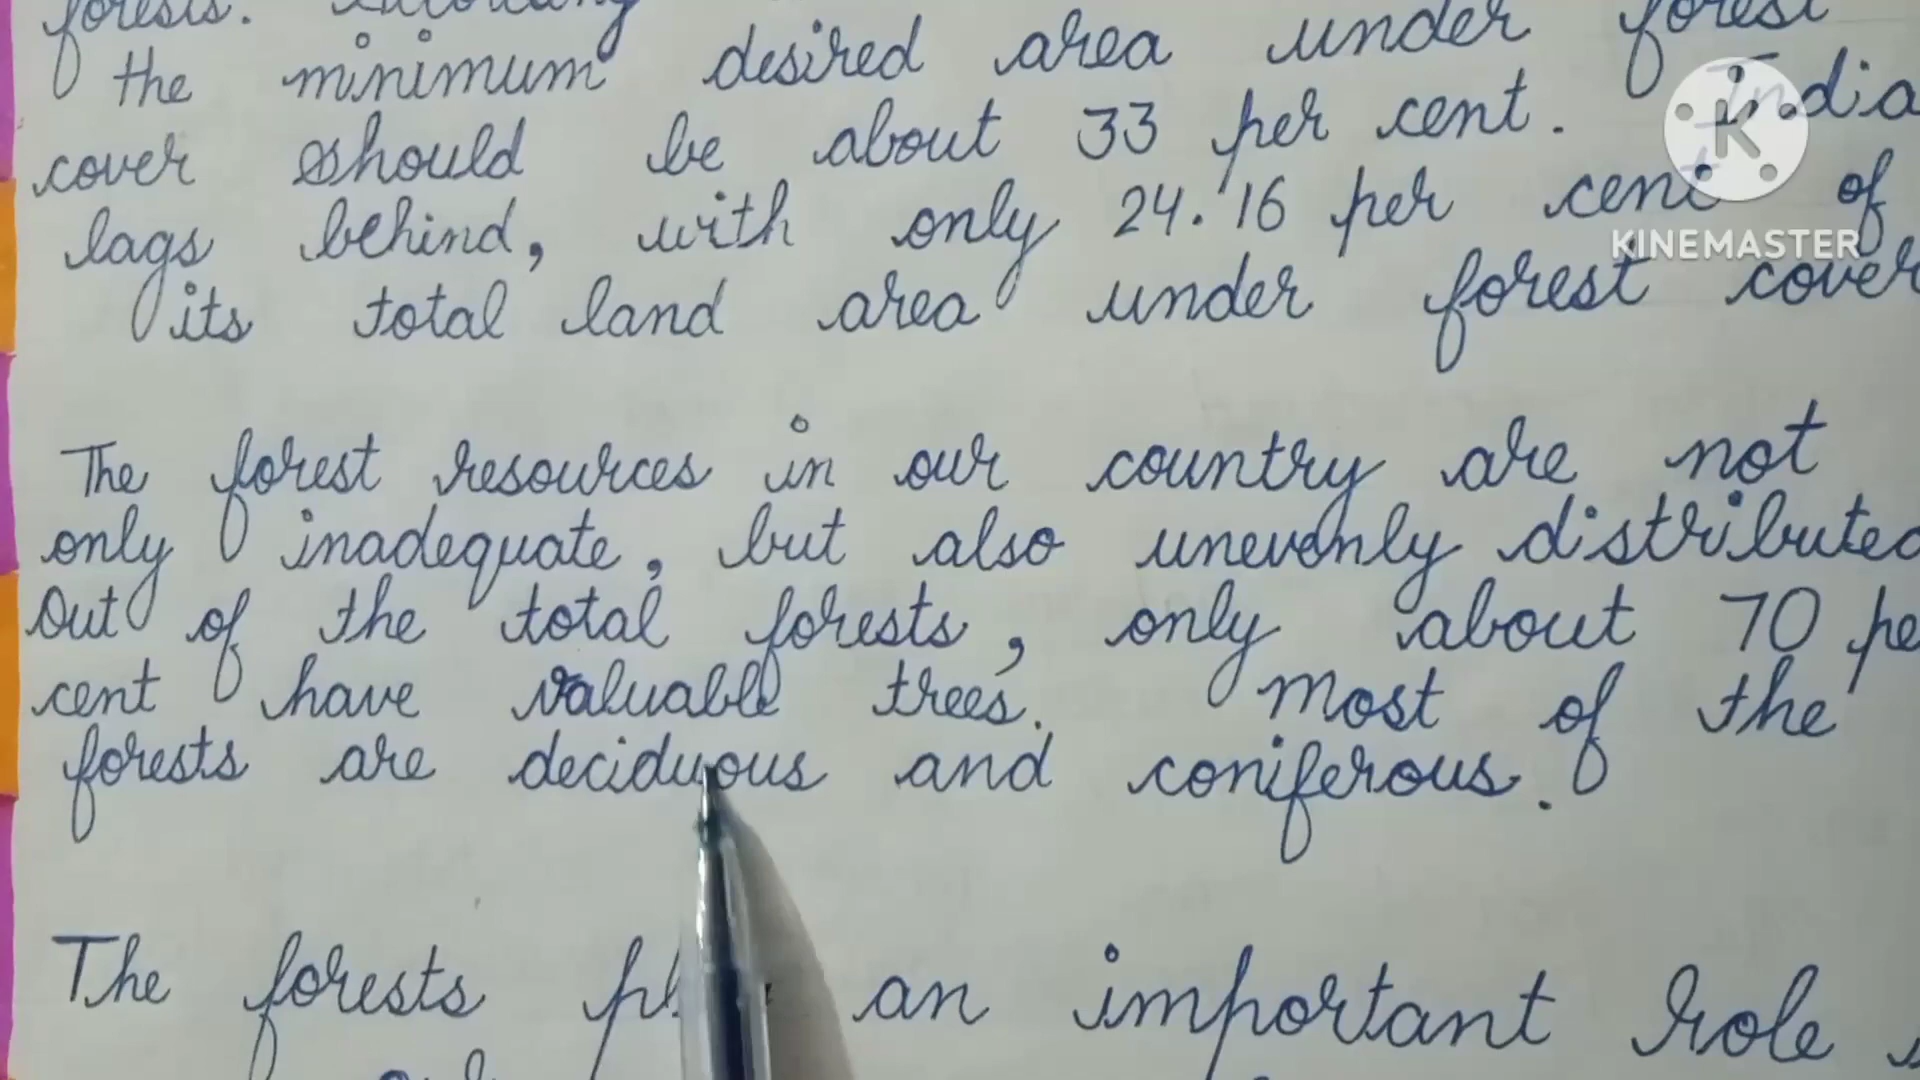 forests. According
the minimum desired area under forest
cover should be about 33 per cent. India
lags behind, with only 24.16 per cent of
KINEMASTER
its total land area under forest cover
The forest resources in our country are not
only inadequate, but also unevenly distributed
Out of the total forests, only about 70 pe
cent have valuable trees. Most of the
forests are deciduous and coniferous.
The forests an important role